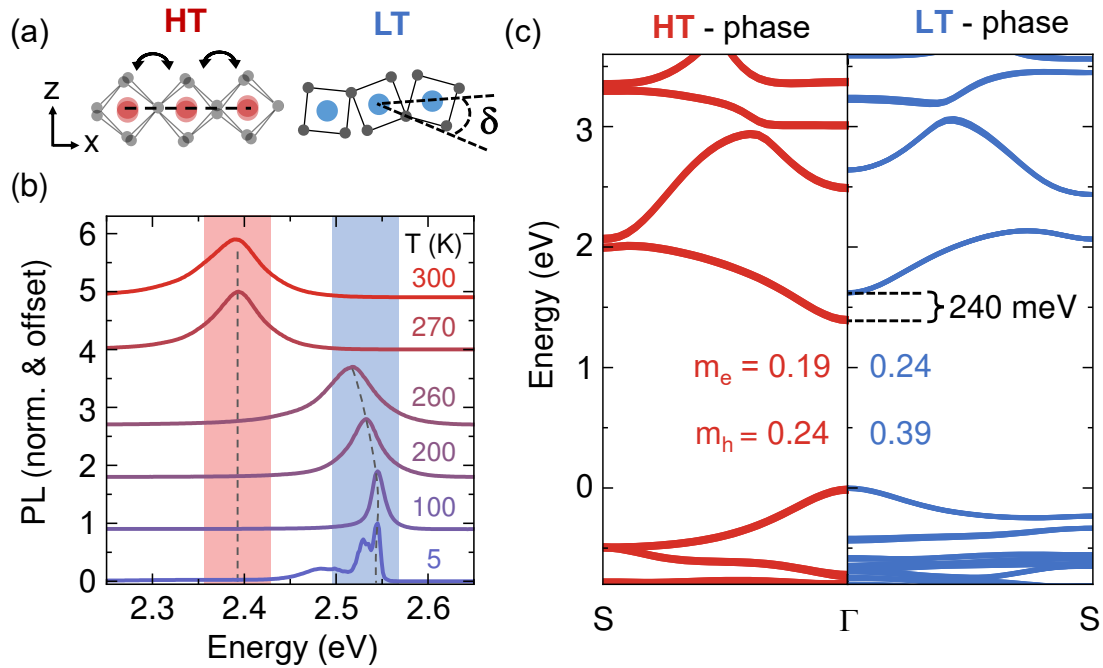 (a)
HT
LT
z
x
δ
(b)
PL (norm. & offset)
6
5
4
3
2
1
0
T (K)
300
270
260
200
100
5
2.3
2.4
2.5
2.6
Energy (eV)
(c)
HT - phase
LT - phase
Energy (eV)
3
2
1
0
240 meV
mₑ = 0.19
0.24
mₕ = 0.24
0.39
S
Γ
S